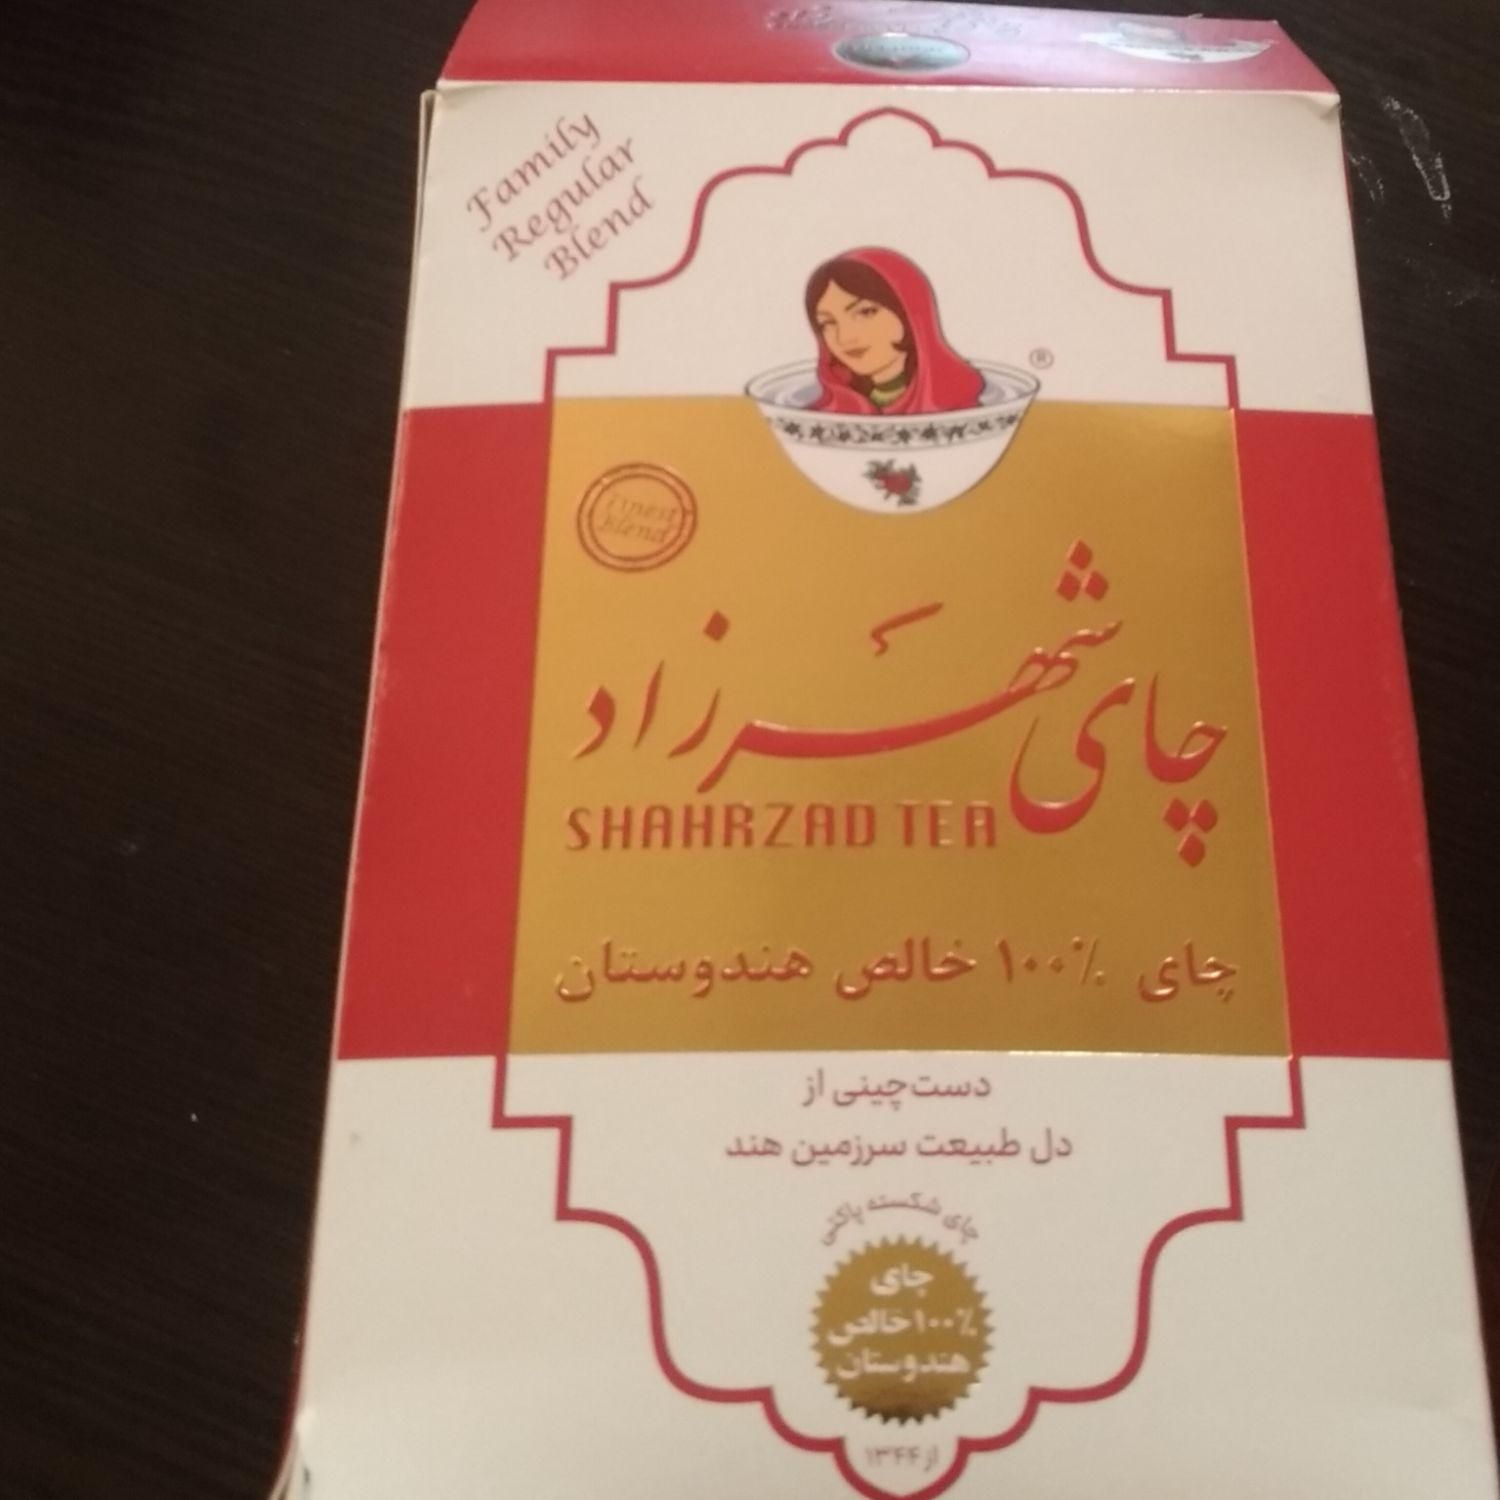 Family
Regular
Blend
®
Finest
Blend
چای شهرزاد
SHAHRZAD TEA
چای ۱۰۰٪ خالص هندوستان
دست‌چینی از
دل طبیعت سرزمین هند
چای شکسته پاکتی
چای
۱۰۰٪ خالص
هندوستان
از ۱۳۴۴